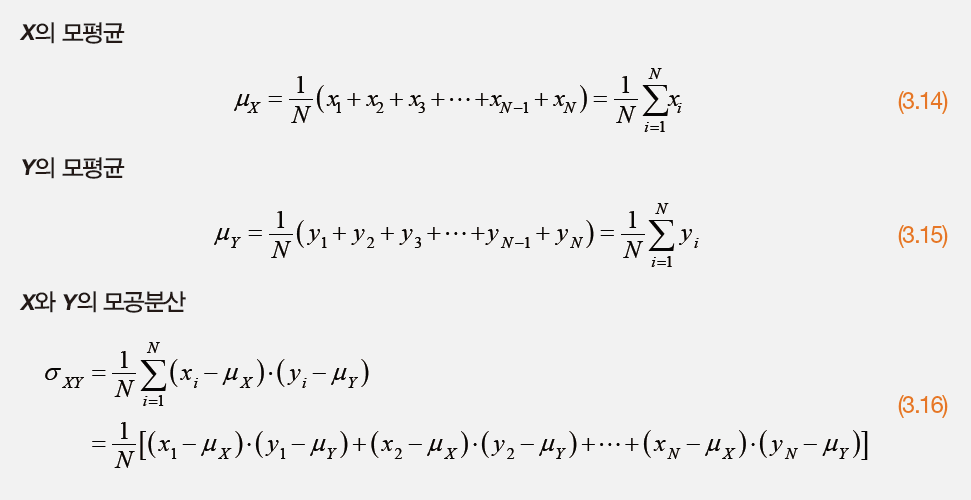 X의 모평균
μ_X = 1/N (x_1 + x_2 + x_3 + ⋯ + x_{N−1} + x_N) = 1/N ∑_{i=1}^{N} x_i (3.14)
Y의 모평균
μ_Y = 1/N (y_1 + y_2 + y_3 + ⋯ + y_{N−1} + y_N) = 1/N ∑_{i=1}^{N} y_i (3.15)
X와 Y의 모공분산
σ_{XY} = 1/N ∑_{i=1}^{N} (x_i − μ_X)·(y_i − μ_Y)
= 1/N [(x_1 − μ_X)·(y_1 − μ_Y) + (x_2 − μ_X)·(y_2 − μ_Y) + ⋯ + (x_N − μ_X)·(y_N − μ_Y)] (3.16)